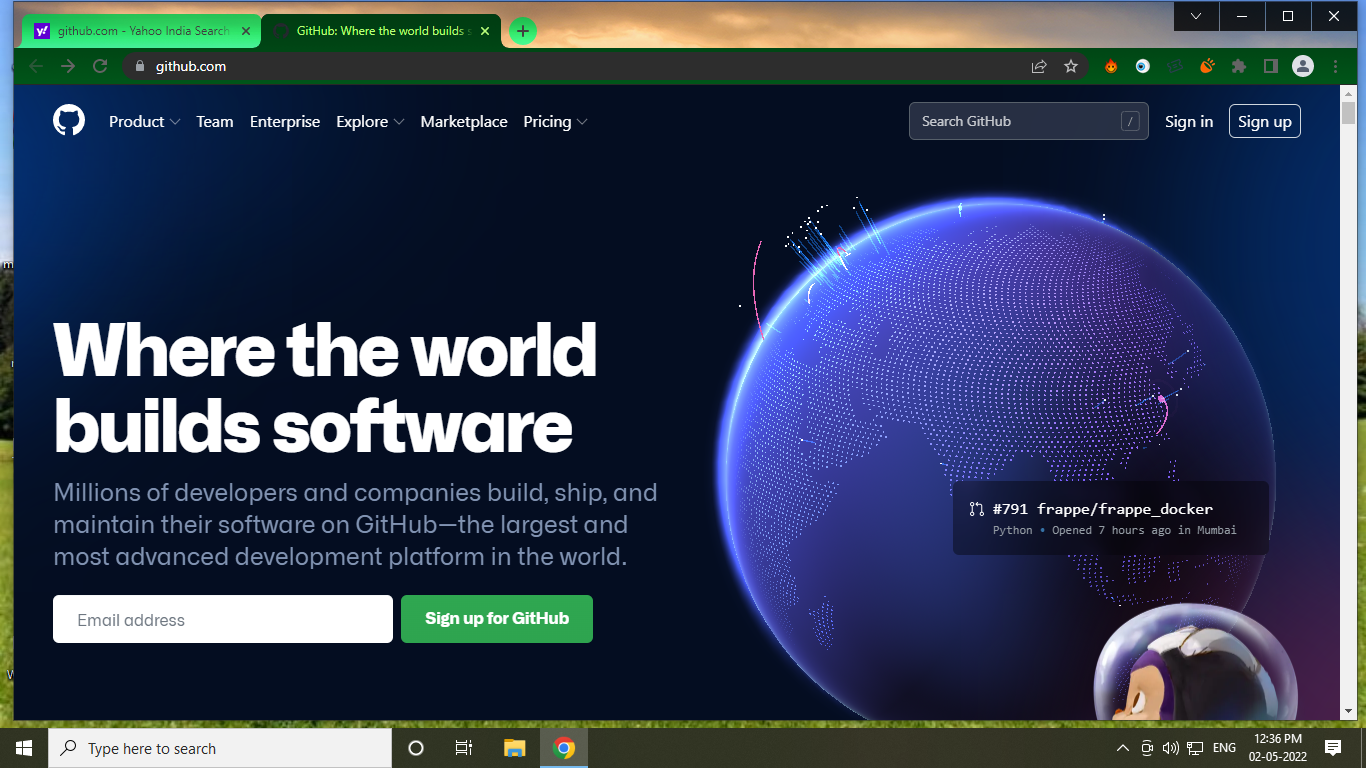 github.com - Yahoo India Search
GitHub: Where the world builds s
github.com
Product
Team
Enterprise
Explore
Marketplace
Pricing
Search GitHub
/
Sign in
Sign up
Where the world
builds software
Millions of developers and companies build, ship, and
maintain their software on GitHub—the largest and
most advanced development platform in the world.
Email address
Sign up for GitHub
#791 frappe/frappe_docker
Python • Opened 7 hours ago in Mumbai
Type here to search
ENG
12:36 PM
02-05-2022